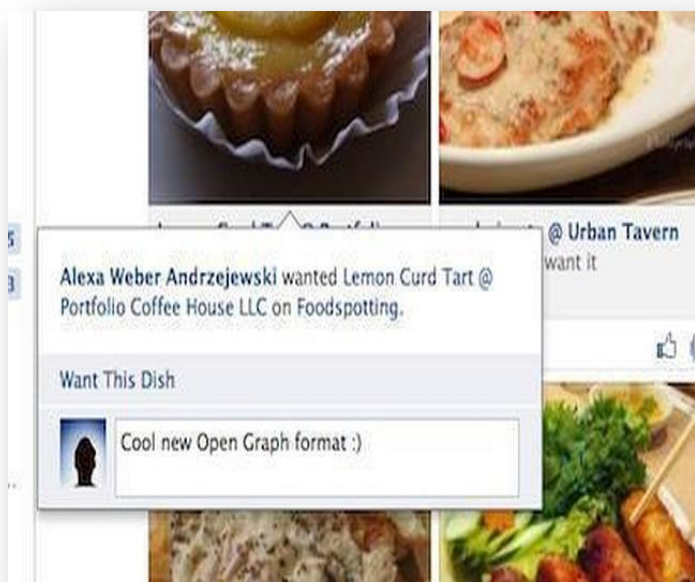 @ Urban Tavern
want it
Alexa Weber Andrzejewski wanted Lemon Curd Tart @
Portfolio Coffee House LLC on Foodspotting.
Want This Dish
Cool new Open Graph format :)